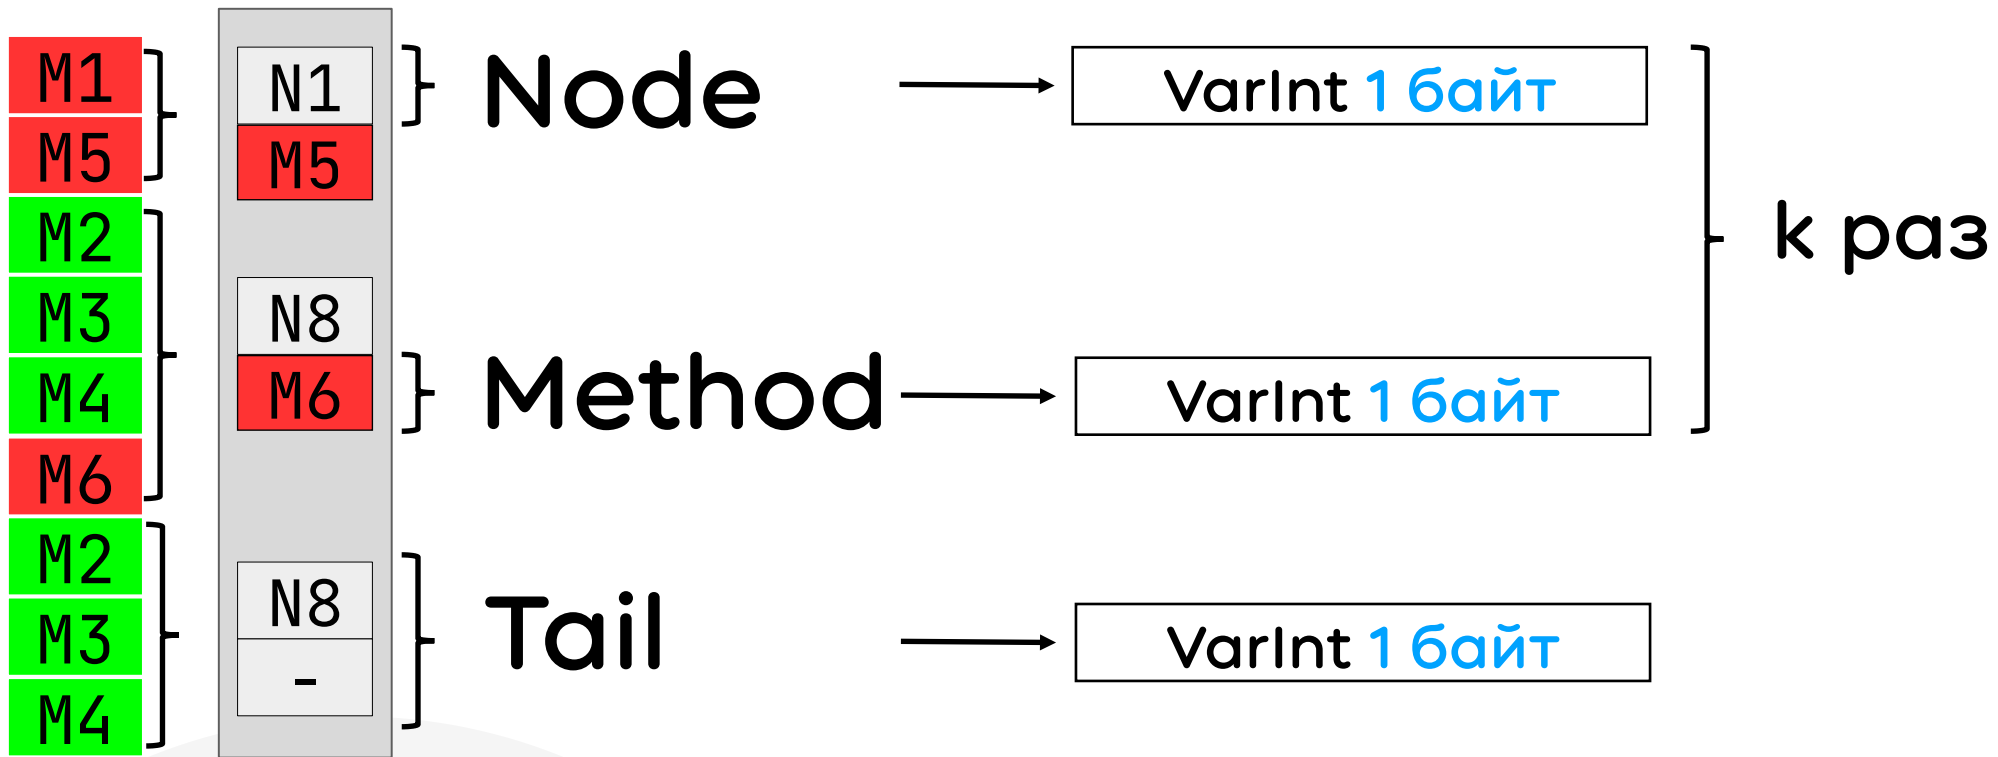 M1
M5
M2
M3
M4
M6
M2
M3
M4
N1
M5
N8
M6
N8
-
Node
Method
Tail
VarInt 1 байт
VarInt 1 байт
VarInt 1 байт
k раз